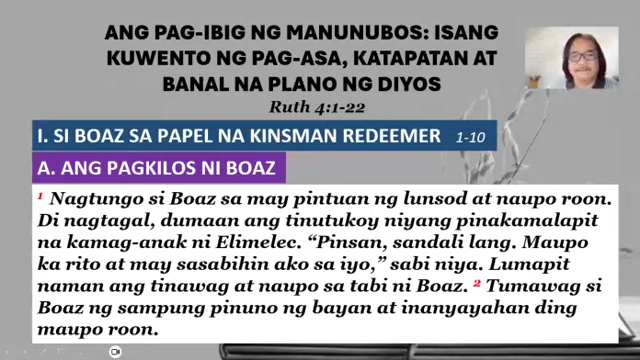 ANG PAG-IBIG NG MANUNUBOS: ISANG
KUWENTO NG PAG-ASA, KATAPATAN AT
BANAL NA PLANO NG DIYOS
Ruth 4:1-22
I. SI BOAZ SA PAPEL NA KINSMAN REDEEMER 1-10
A. ANG PAGKILOS NI BOAZ
1 Nagtungo si Boaz sa may pintuan ng lunsod at naupo roon.
Di nagtagal, dumaan ang tinutukoy niyang pinakamalapit
na kamag-anak ni Elimelec. “Pinsan, sandali lang. Maupo
ka rito at may sasabihin ako sa iyo,” sabi niya. Lumapit
naman ang tinawag at naupo sa tabi ni Boaz. 2 Tumawag si
Boaz ng sampung pinuno ng bayan at inanyayahan ding
maupo roon.